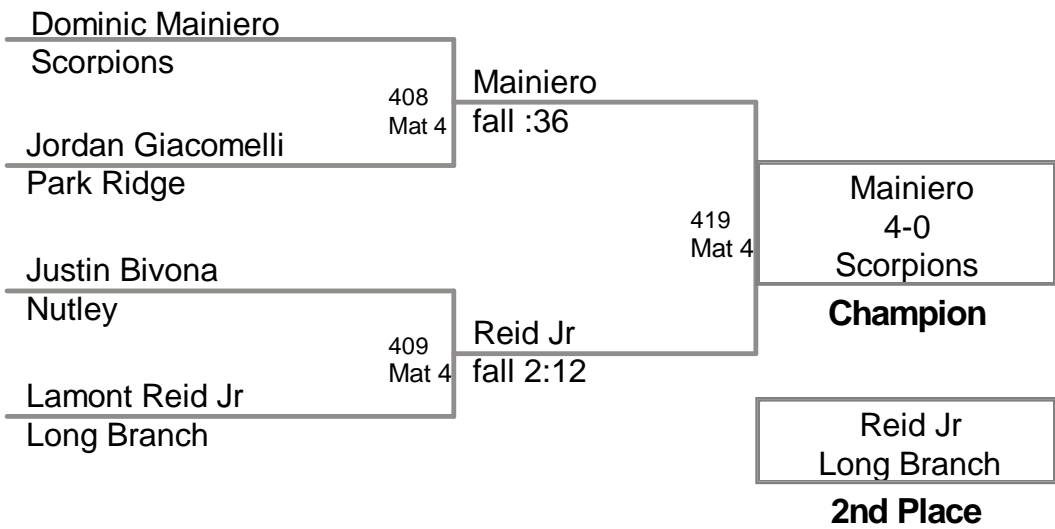 Dominic Mainiero
Scorpions
408
Mat 4
Mainiero
fall :36
Jordan Giacomelli
Park Ridge
419
Mat 4
Mainiero
4-0
Scorpions
Champion
Justin Bivona
Nutley
409
Mat 4
Reid Jr
fall 2:12
Lamont Reid Jr
Long Branch
Reid Jr
Long Branch
2nd Place